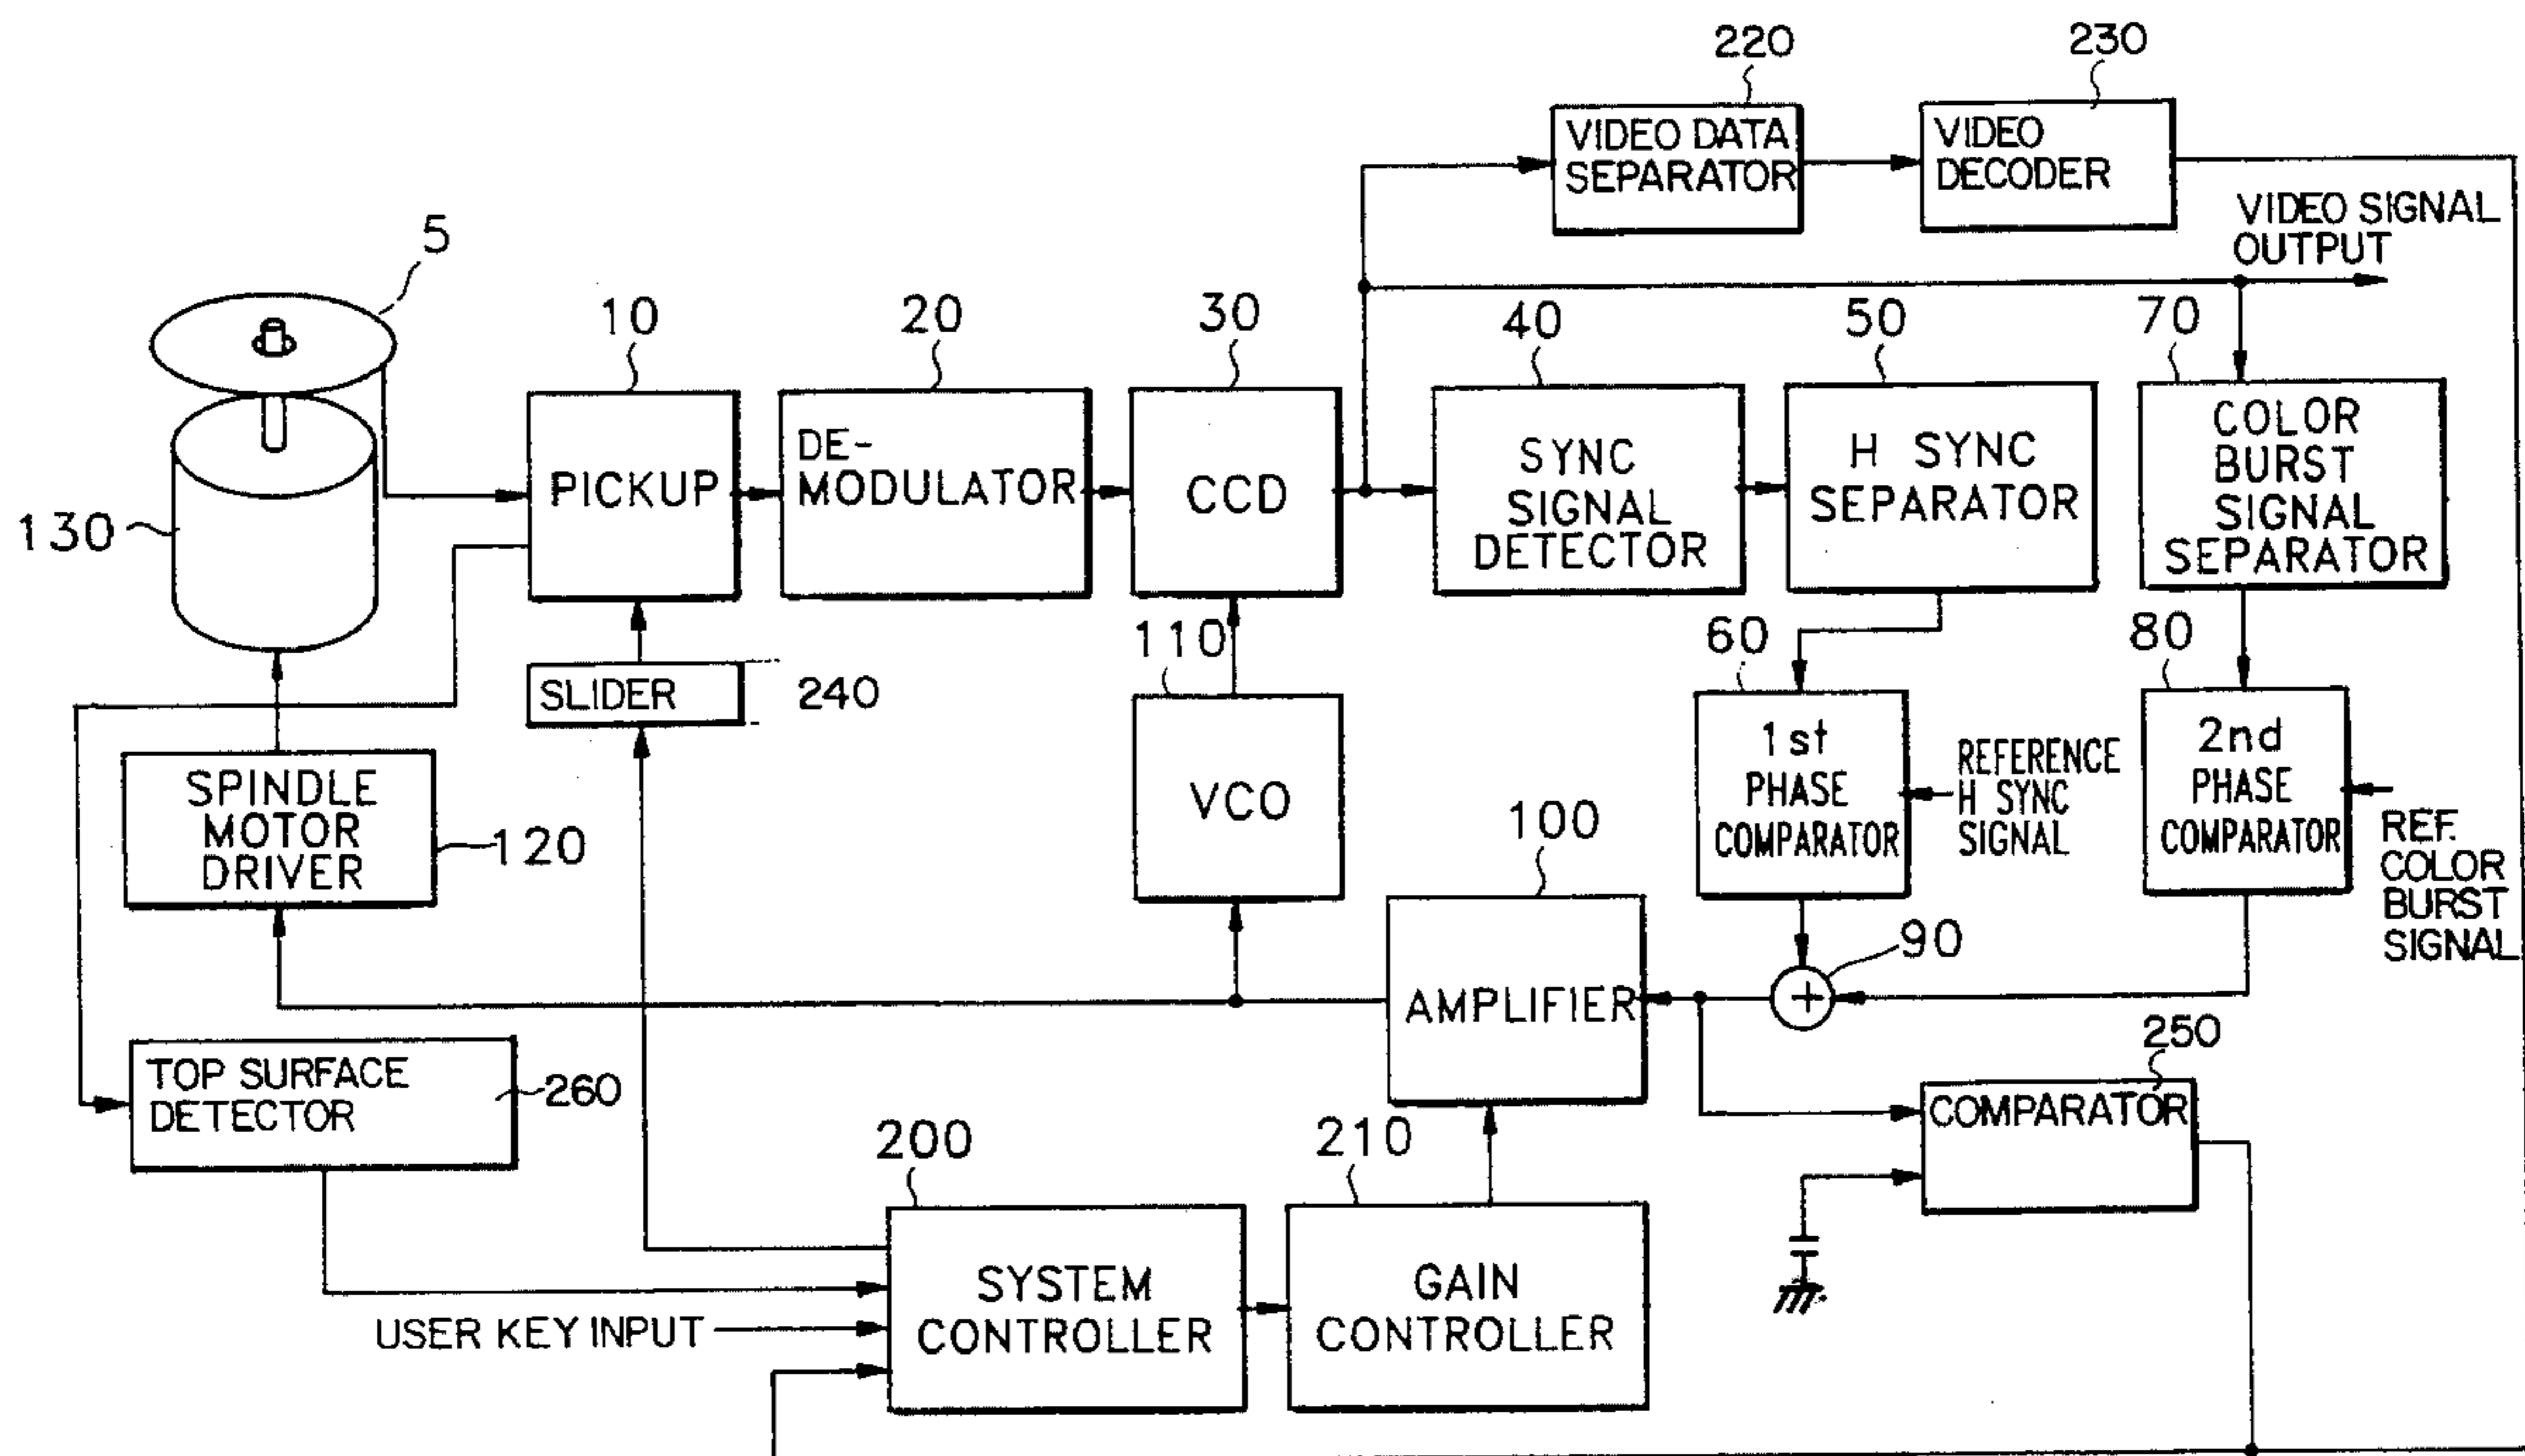 220
230
VIDEO DATA
SEPARATOR
VIDEO
DECODER
VIDEO SIGNAL
OUTPUT
5
10
20
30
40
50
70
130
PICKUP
DE-
MODULATOR
CCD
SYNC
SIGNAL
DETECTOR
H SYNC
SEPARATOR
COLOR
BURST
SIGNAL
SEPARATOR
110
60
80
SLIDER
240
SPINDLE
MOTOR
DRIVER
120
VCO
100
1st
PHASE
COMPARATOR
REFERENCE
H SYNC
SIGNAL
2nd
PHASE
COMPARATOR
REF.
COLOR
BURST
SIGNAL
90
AMPLIFIER
+
TOP SURFACE
DETECTOR
260
250
COMPARATOR
200
210
SYSTEM
CONTROLLER
GAIN
CONTROLLER
USER KEY INPUT